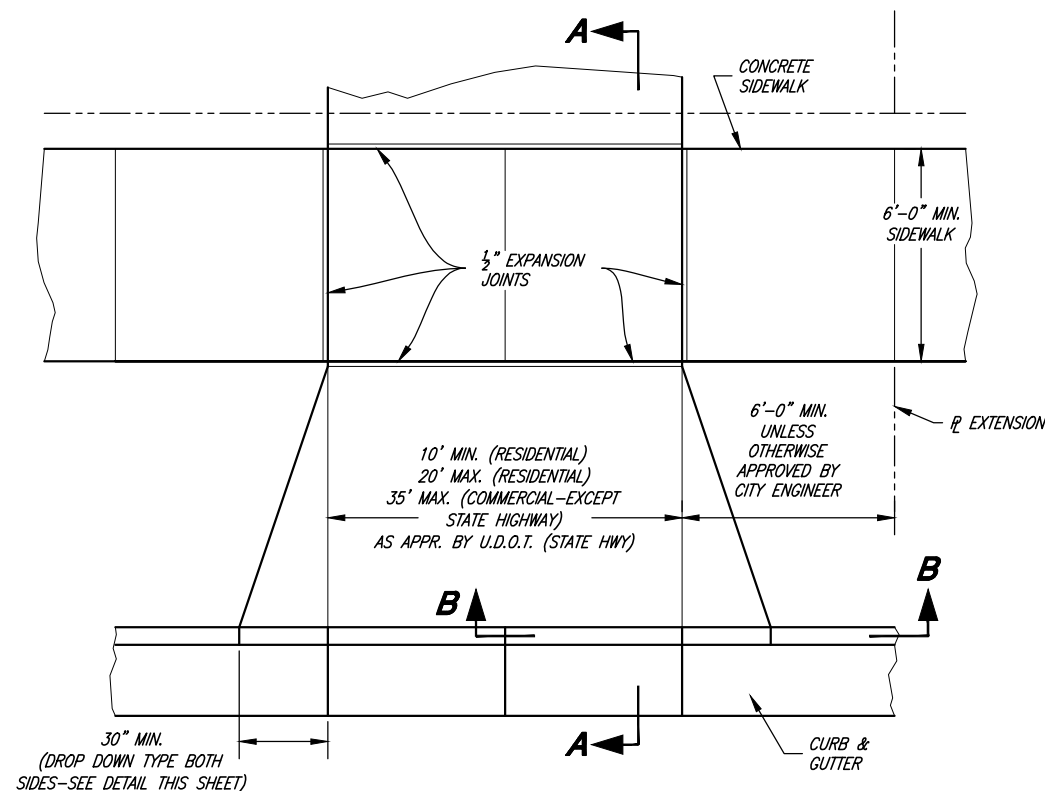 A
CONCRETE
SIDEWALK
6'-0" MIN.
SIDEWALK
1/2" EXPANSION
JOINTS
6'-0" MIN.
UNLESS
OTHERWISE
APPROVED BY
CITY ENGINEER
PL EXTENSION
10' MIN. (RESIDENTIAL)
20' MAX. (RESIDENTIAL)
35' MAX. (COMMERCIAL-EXCEPT
STATE HIGHWAY)
AS APPR. BY U.D.O.T. (STATE HWY)
B
B
30" MIN.
(DROP DOWN TYPE BOTH
SIDES-SEE DETAIL THIS SHEET)
A
CURB &
GUTTER